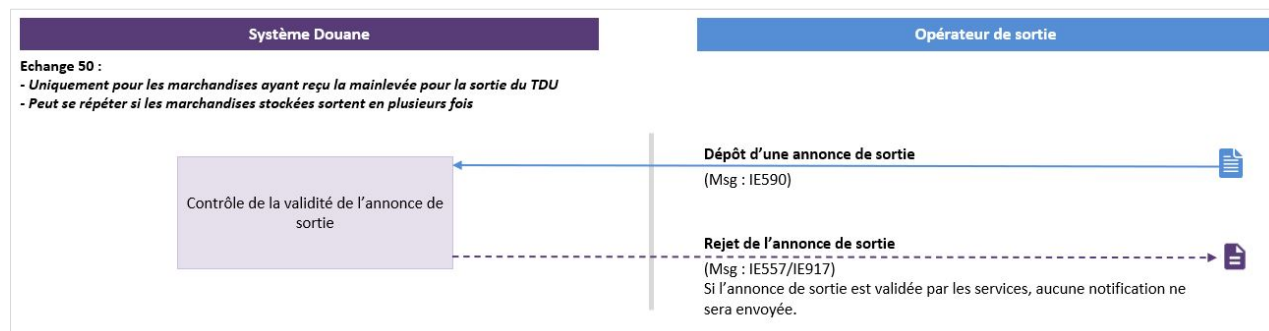 Système Douane
Opérateur de sortie
Echange 50 :
- Uniquement pour les marchandises ayant reçu la mainlevée pour la sortie du TDU
- Peut se répéter si les marchandises stockées sortent en plusieurs fois
Dépôt d’une annonce de sortie
(Msg : IE590)
Contrôle de la validité de l’annonce de
sortie
Rejet de l’annonce de sortie
(Msg : IE557/IE917)
Si l’annonce de sortie est validée par les services, aucune notification ne
sera envoyée.